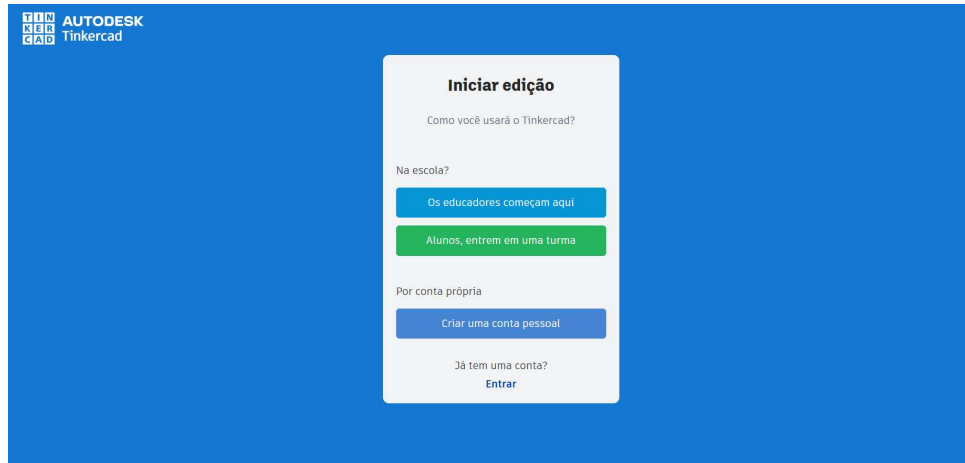 TIN
KER
CAD
AUTODESK
Tinkercad
Iniciar edição
Como você usará o Tinkercad?
Na escola?
Os educadores começam aqui
Alunos, entrem em uma turma
Por conta própria
Criar uma conta pessoal
Já tem uma conta?
Entrar